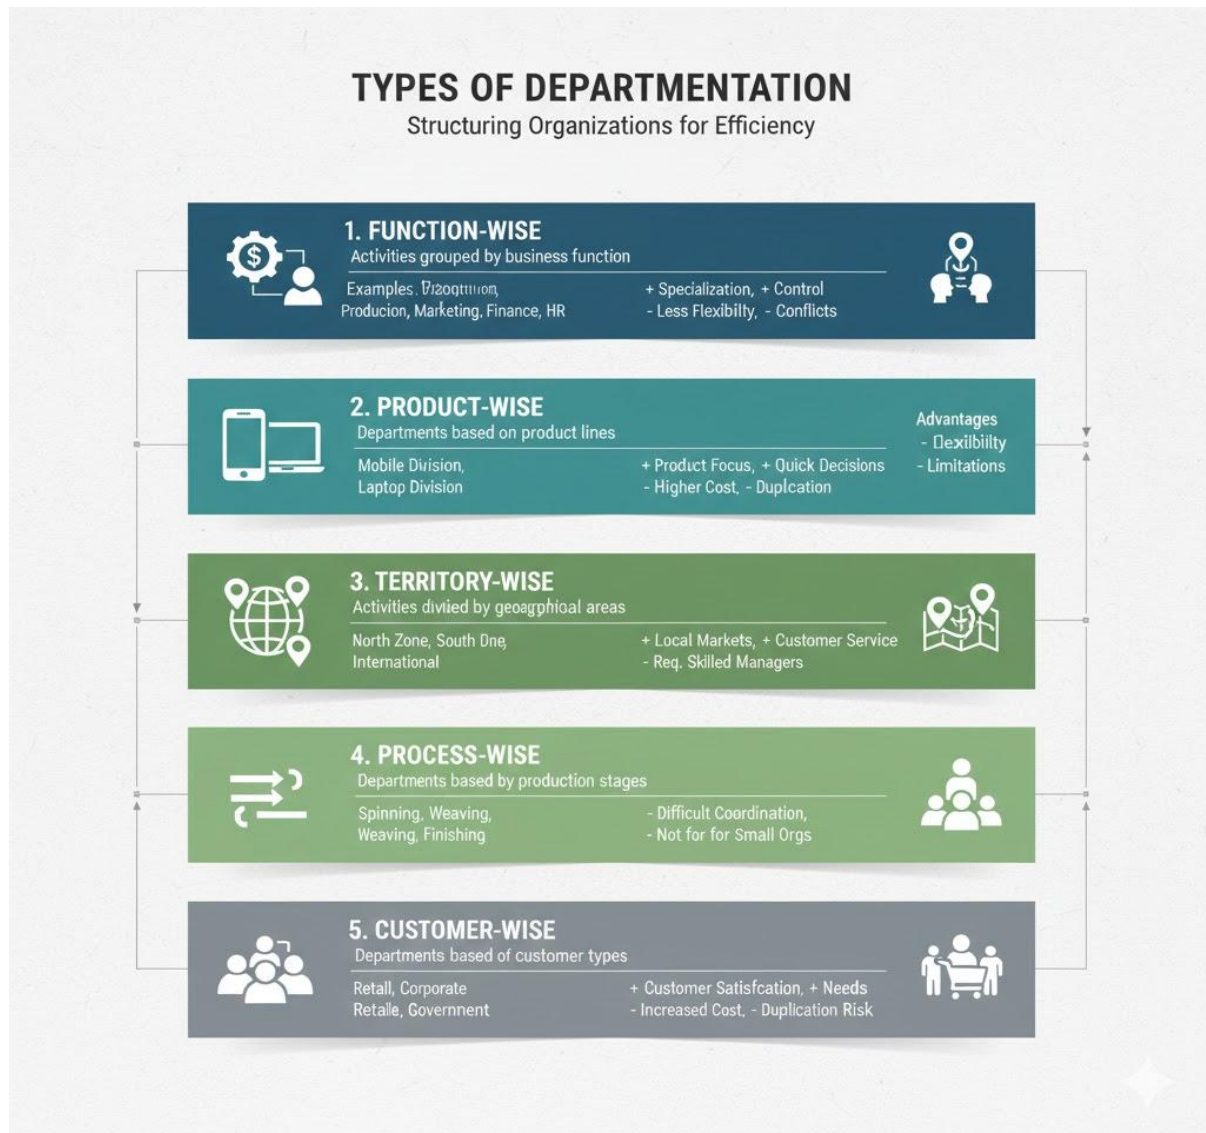 TYPES OF DEPARTMENTATION
Structuring Organizations for Efficiency
1. FUNCTION-WISE
Activities grouped by business function
Examples.
Producion, Marketing, Finance, HR
+ Specialization, + Control
- Less Flexibilty, - Conflicts
2. PRODUCT-WISE
Departments based on product lines
Mobile Division,
Laptop Division
+ Product Focus, + Quick Decisions
- Higher Cost, - Duplcation
Advantages
-
- Limitations
3. TERRITORY-WISE
Activities divied by areas
North Zone, South
International
+ Local Markets, + Customer Service
- Req. Skilled Managers
4. PROCESS-WISE
Departments based by production stages
Spinning, Weaving,
Weaving, Finishing
- Difficult Coordination,
- Not for for Small Orgs
5. CUSTOMER-WISE
Departments based of customer types
Retall, Corporate
Retaile, Government
+ Customer Satisfcation, + Needs
- Increased Cost, - Duplication Risk